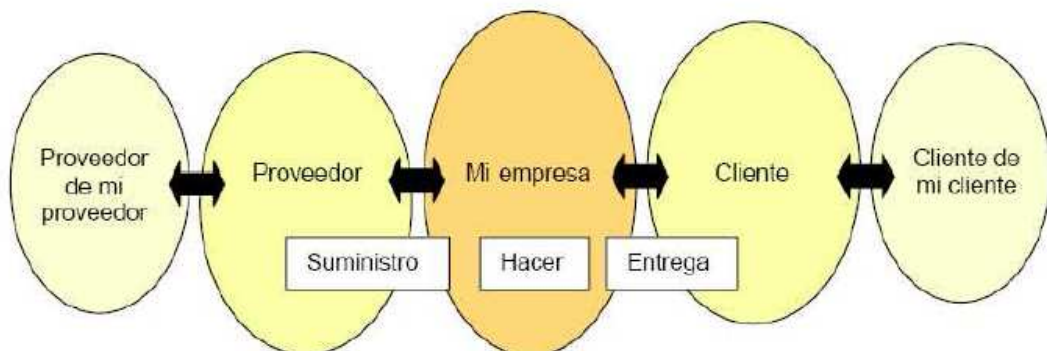 Proveedor
de mi
proveedor
Proveedor
Mi empresa
Cliente
Cliente de
mi cliente
Suministro
Hacer
Entrega